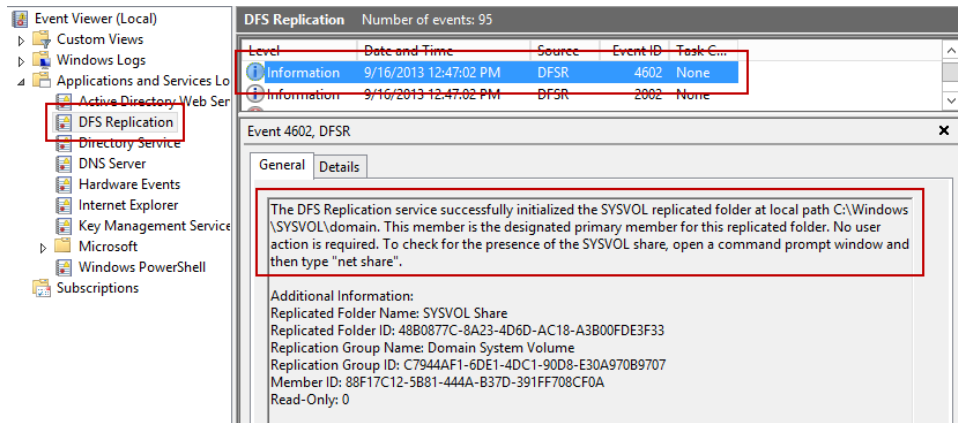 Event Viewer (Local)
Custom Views
Windows Logs
Applications and Services Lo
Active Directory Web Ser
DFS Replication
Directory Service
DNS Server
Hardware Events
Internet Explorer
Key Management Service
Microsoft
Windows PowerShell
Subscriptions
DFS Replication Number of events: 95
Level Date and Time Source Event ID Task C...
Information 9/16/2013 12:47:02 PM DFSR 4602 None
Information 9/16/2013 12:47:02 PM DFSR 2002 None
Event 4602, DFSR
General Details
The DFS Replication service successfully initialized the SYSVOL replicated folder at local path C:\Windows
\SYSVOL\domain. This member is the designated primary member for this replicated folder. No user
action is required. To check for the presence of the SYSVOL share, open a command prompt window and
then type "net share".
Additional Information:
Replicated Folder Name: SYSVOL Share
Replicated Folder ID: 48B0877C-8A23-4D6D-AC18-A3B00FDE3F33
Replication Group Name: Domain System Volume
Replication Group ID: C7944AF1-6DE1-4DC1-90D8-E30A970B9707
Member ID: 88F17C12-5B81-444A-B37D-391FF708CF0A
Read-Only: 0